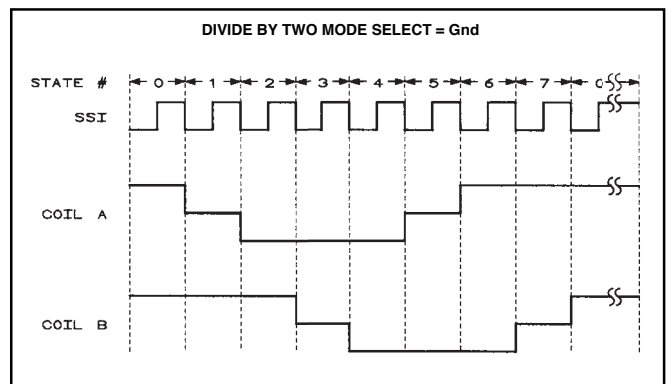 DIVIDE BY TWO MODE SELECT = Gnd
STATE # 0 1 2 3 4 5 6 7 0
SSI
COIL A
COIL B